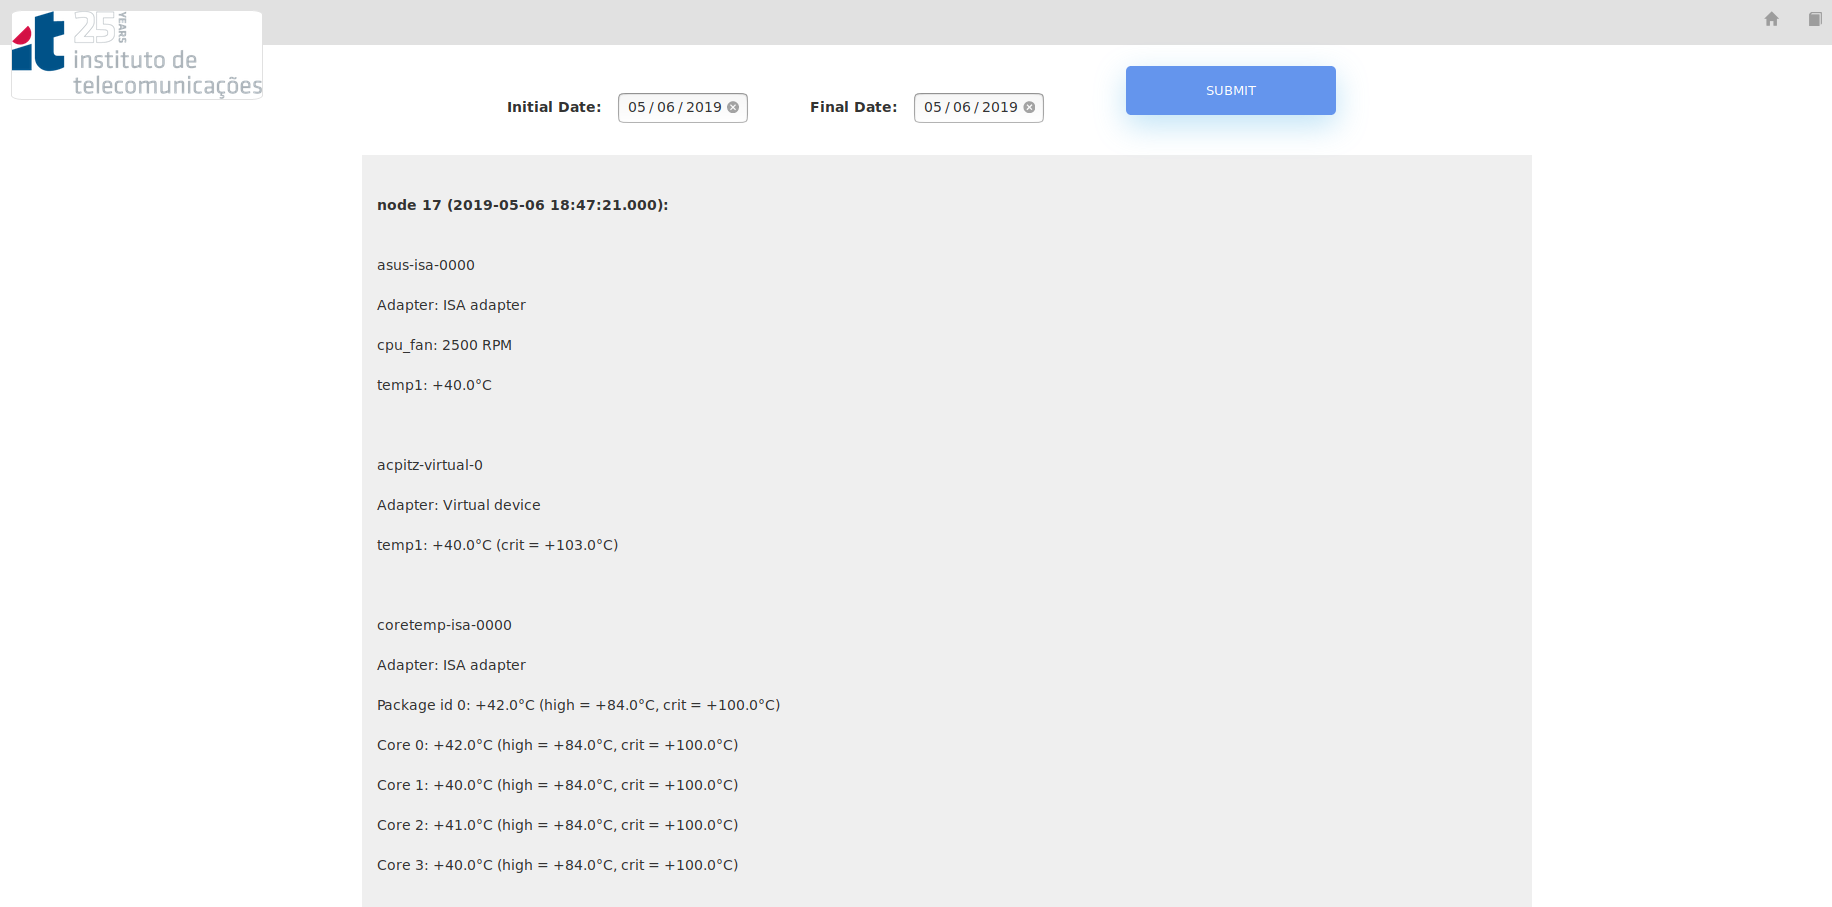 25 YEARS
instituto de
telecomunicações
Initial Date: 05 / 06 / 2019 Final Date: 05 / 06 / 2019 SUBMIT
node 17 (2019-05-06 18:47:21.000):
asus-isa-0000
Adapter: ISA adapter
cpu_fan: 2500 RPM
temp1: +40.0°C
acpitz-virtual-0
Adapter: Virtual device
temp1: +40.0°C (crit = +103.0°C)
coretemp-isa-0000
Adapter: ISA adapter
Package id 0: +42.0°C (high = +84.0°C, crit = +100.0°C)
Core 0: +42.0°C (high = +84.0°C, crit = +100.0°C)
Core 1: +40.0°C (high = +84.0°C, crit = +100.0°C)
Core 2: +41.0°C (high = +84.0°C, crit = +100.0°C)
Core 3: +40.0°C (high = +84.0°C, crit = +100.0°C)